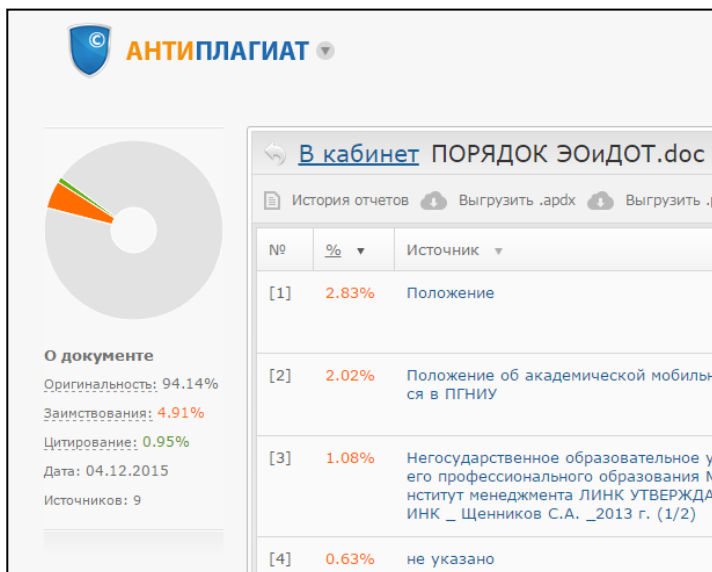 ©
АНТИПЛАГИАТ
В кабинет ПОРЯДОК ЭОиДОТ.doc
История отчетов Выгрузить .apdx Выгрузить
№ % Источник
[1] 2.83% Положение
[2] 2.02% Положение об академической мобильн
ся в ПГНИУ
[3] 1.08% Негосударственное образовательное у
его профессионального образования М
нститут менеджмента ЛИНК УТВЕРЖДА
ИНК _ Щенников С.А. _2013 г. (1/2)
[4] 0.63% не указано
О документе
Оригинальность: 94.14%
Заимствования: 4.91%
Цитирование: 0.95%
Дата: 04.12.2015
Источников: 9